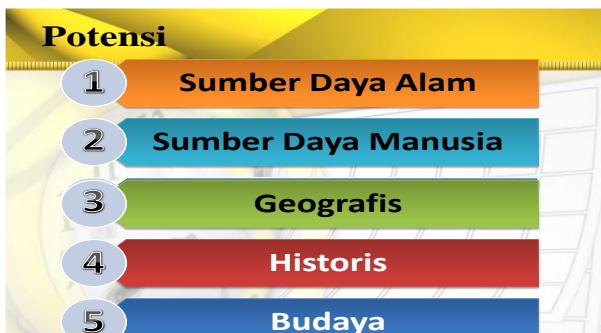 Potensi
1 Sumber Daya Alam
2 Sumber Daya Manusia
3 Geografis
4 Historis
5 Budaya